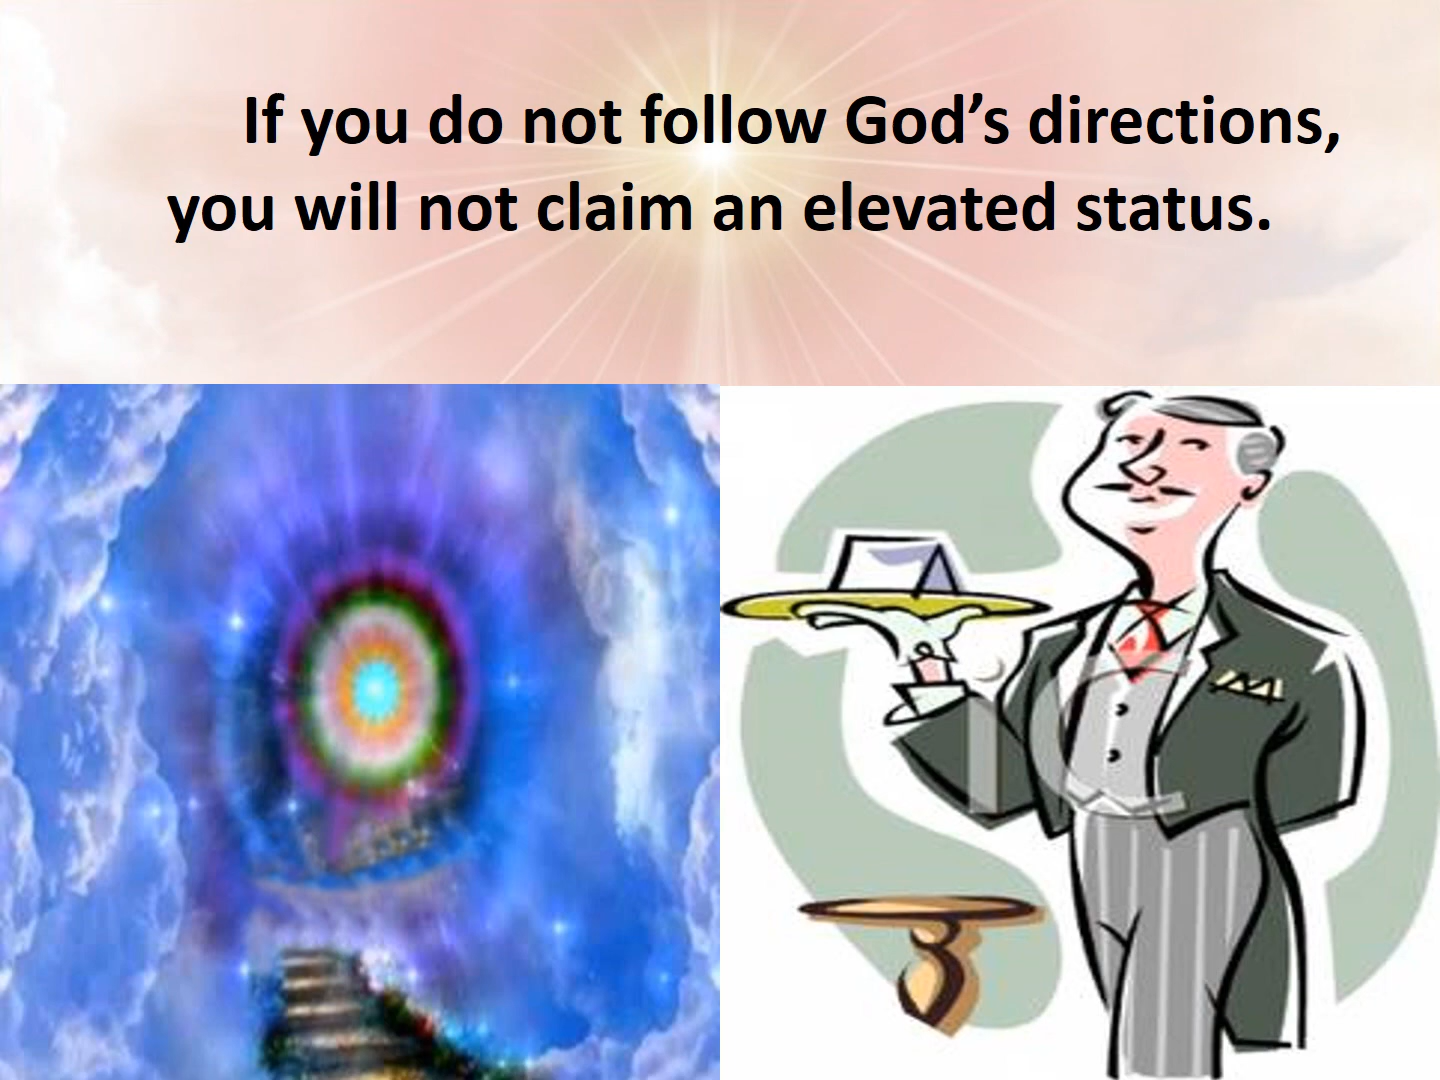 If you do not follow God’s directions,
you will not claim an elevated status.